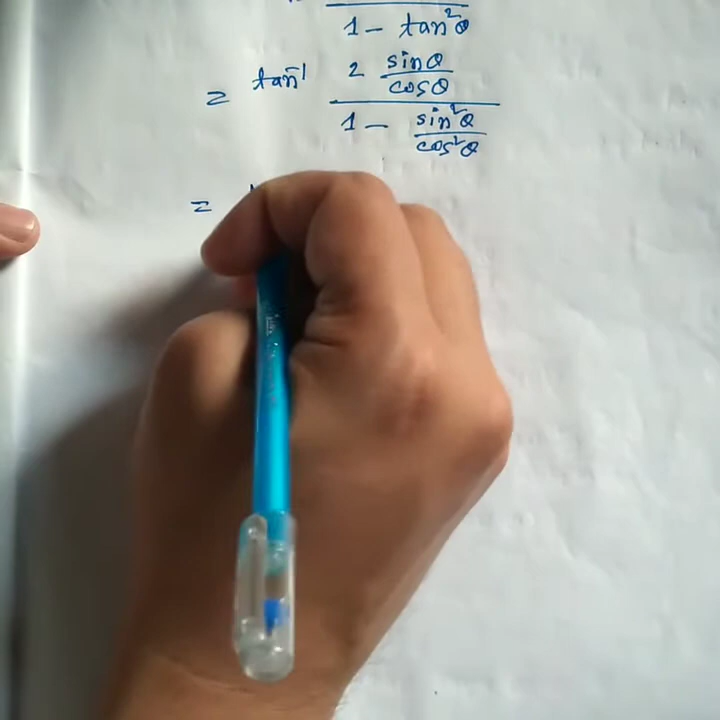 1 - tan²θ
= tan⁻¹ 2 sinθ/cosθ
1 - sin²θ/cos²θ
=